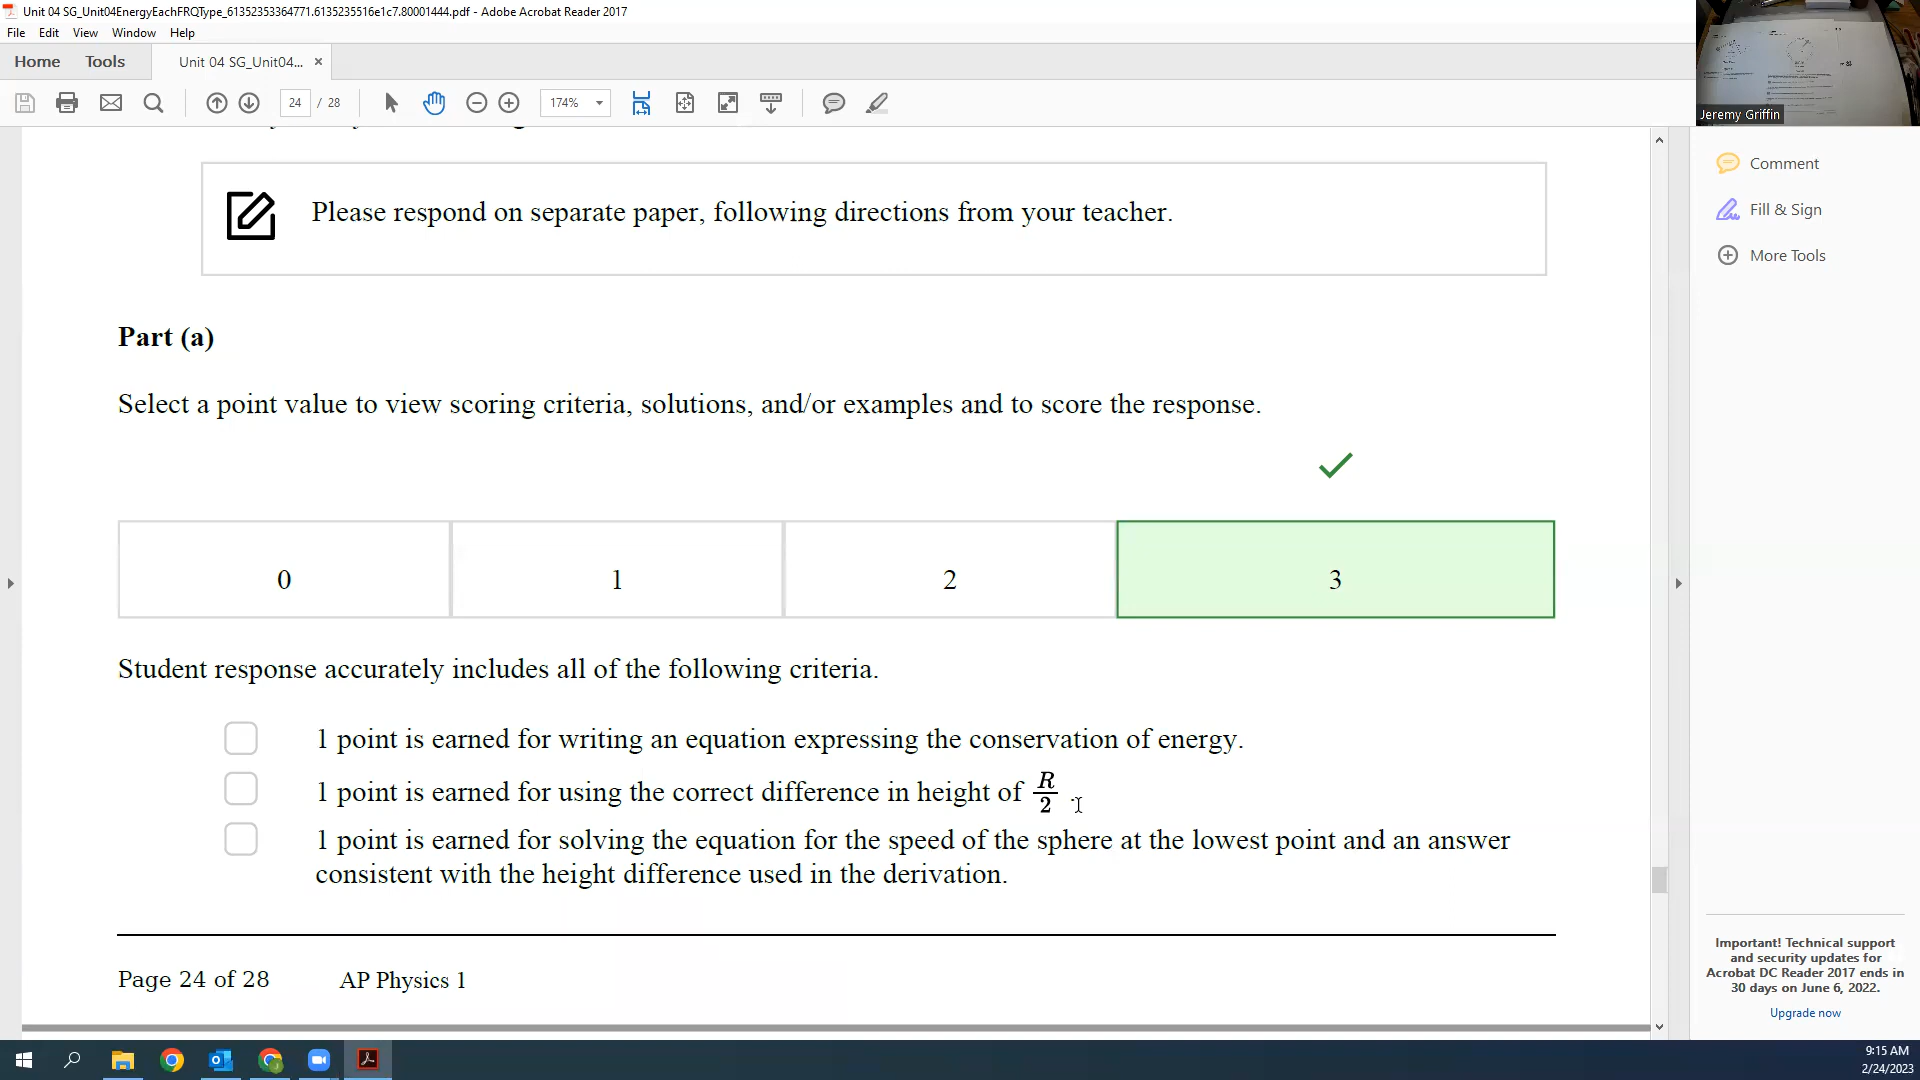 Unit 04 SG_Unit04EnergyEachFRQType_61352353364771.6135235516e1c7.80001444.pdf - Adobe Acrobat Reader 2017
File Edit View Window Help
Home Tools Unit 04 SG_Unit04... ×
24 / 28 174%
Jeremy Griffin
Please respond on separate paper, following directions from your teacher.
Comment
Fill & Sign
More Tools
Part (a)
Select a point value to view scoring criteria, solutions, and/or examples and to score the response.
0 1 2 3
Student response accurately includes all of the following criteria.
1 point is earned for writing an equation expressing the conservation of energy.
1 point is earned for using the correct difference in height of R/2 .
1 point is earned for solving the equation for the speed of the sphere at the lowest point and an answer
consistent with the height difference used in the derivation.
Page 24 of 28 AP Physics 1
Important! Technical support
and security updates for
Acrobat DC Reader 2017 ends in
30 days on June 6, 2022.
Upgrade now
9:15 AM
2/24/2023